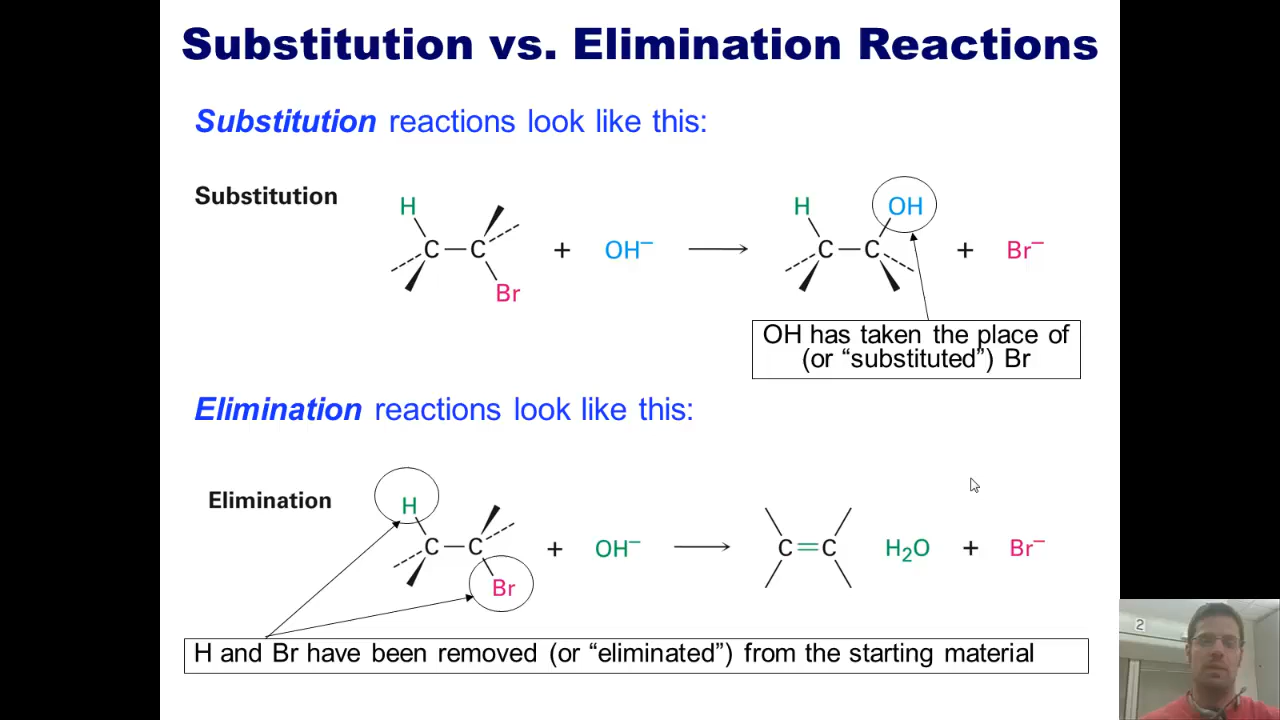 Substitution vs. Elimination Reactions
Substitution reactions look like this:
Substitution
H
C C
Br
+ OH⁻
H
OH
C C
+ Br⁻
OH has taken the place of
(or “substituted”) Br
Elimination reactions look like this:
Elimination
H
C C
Br
+ OH⁻
C=C
H₂O + Br⁻
H and Br have been removed (or “eliminated”) from the starting material
2